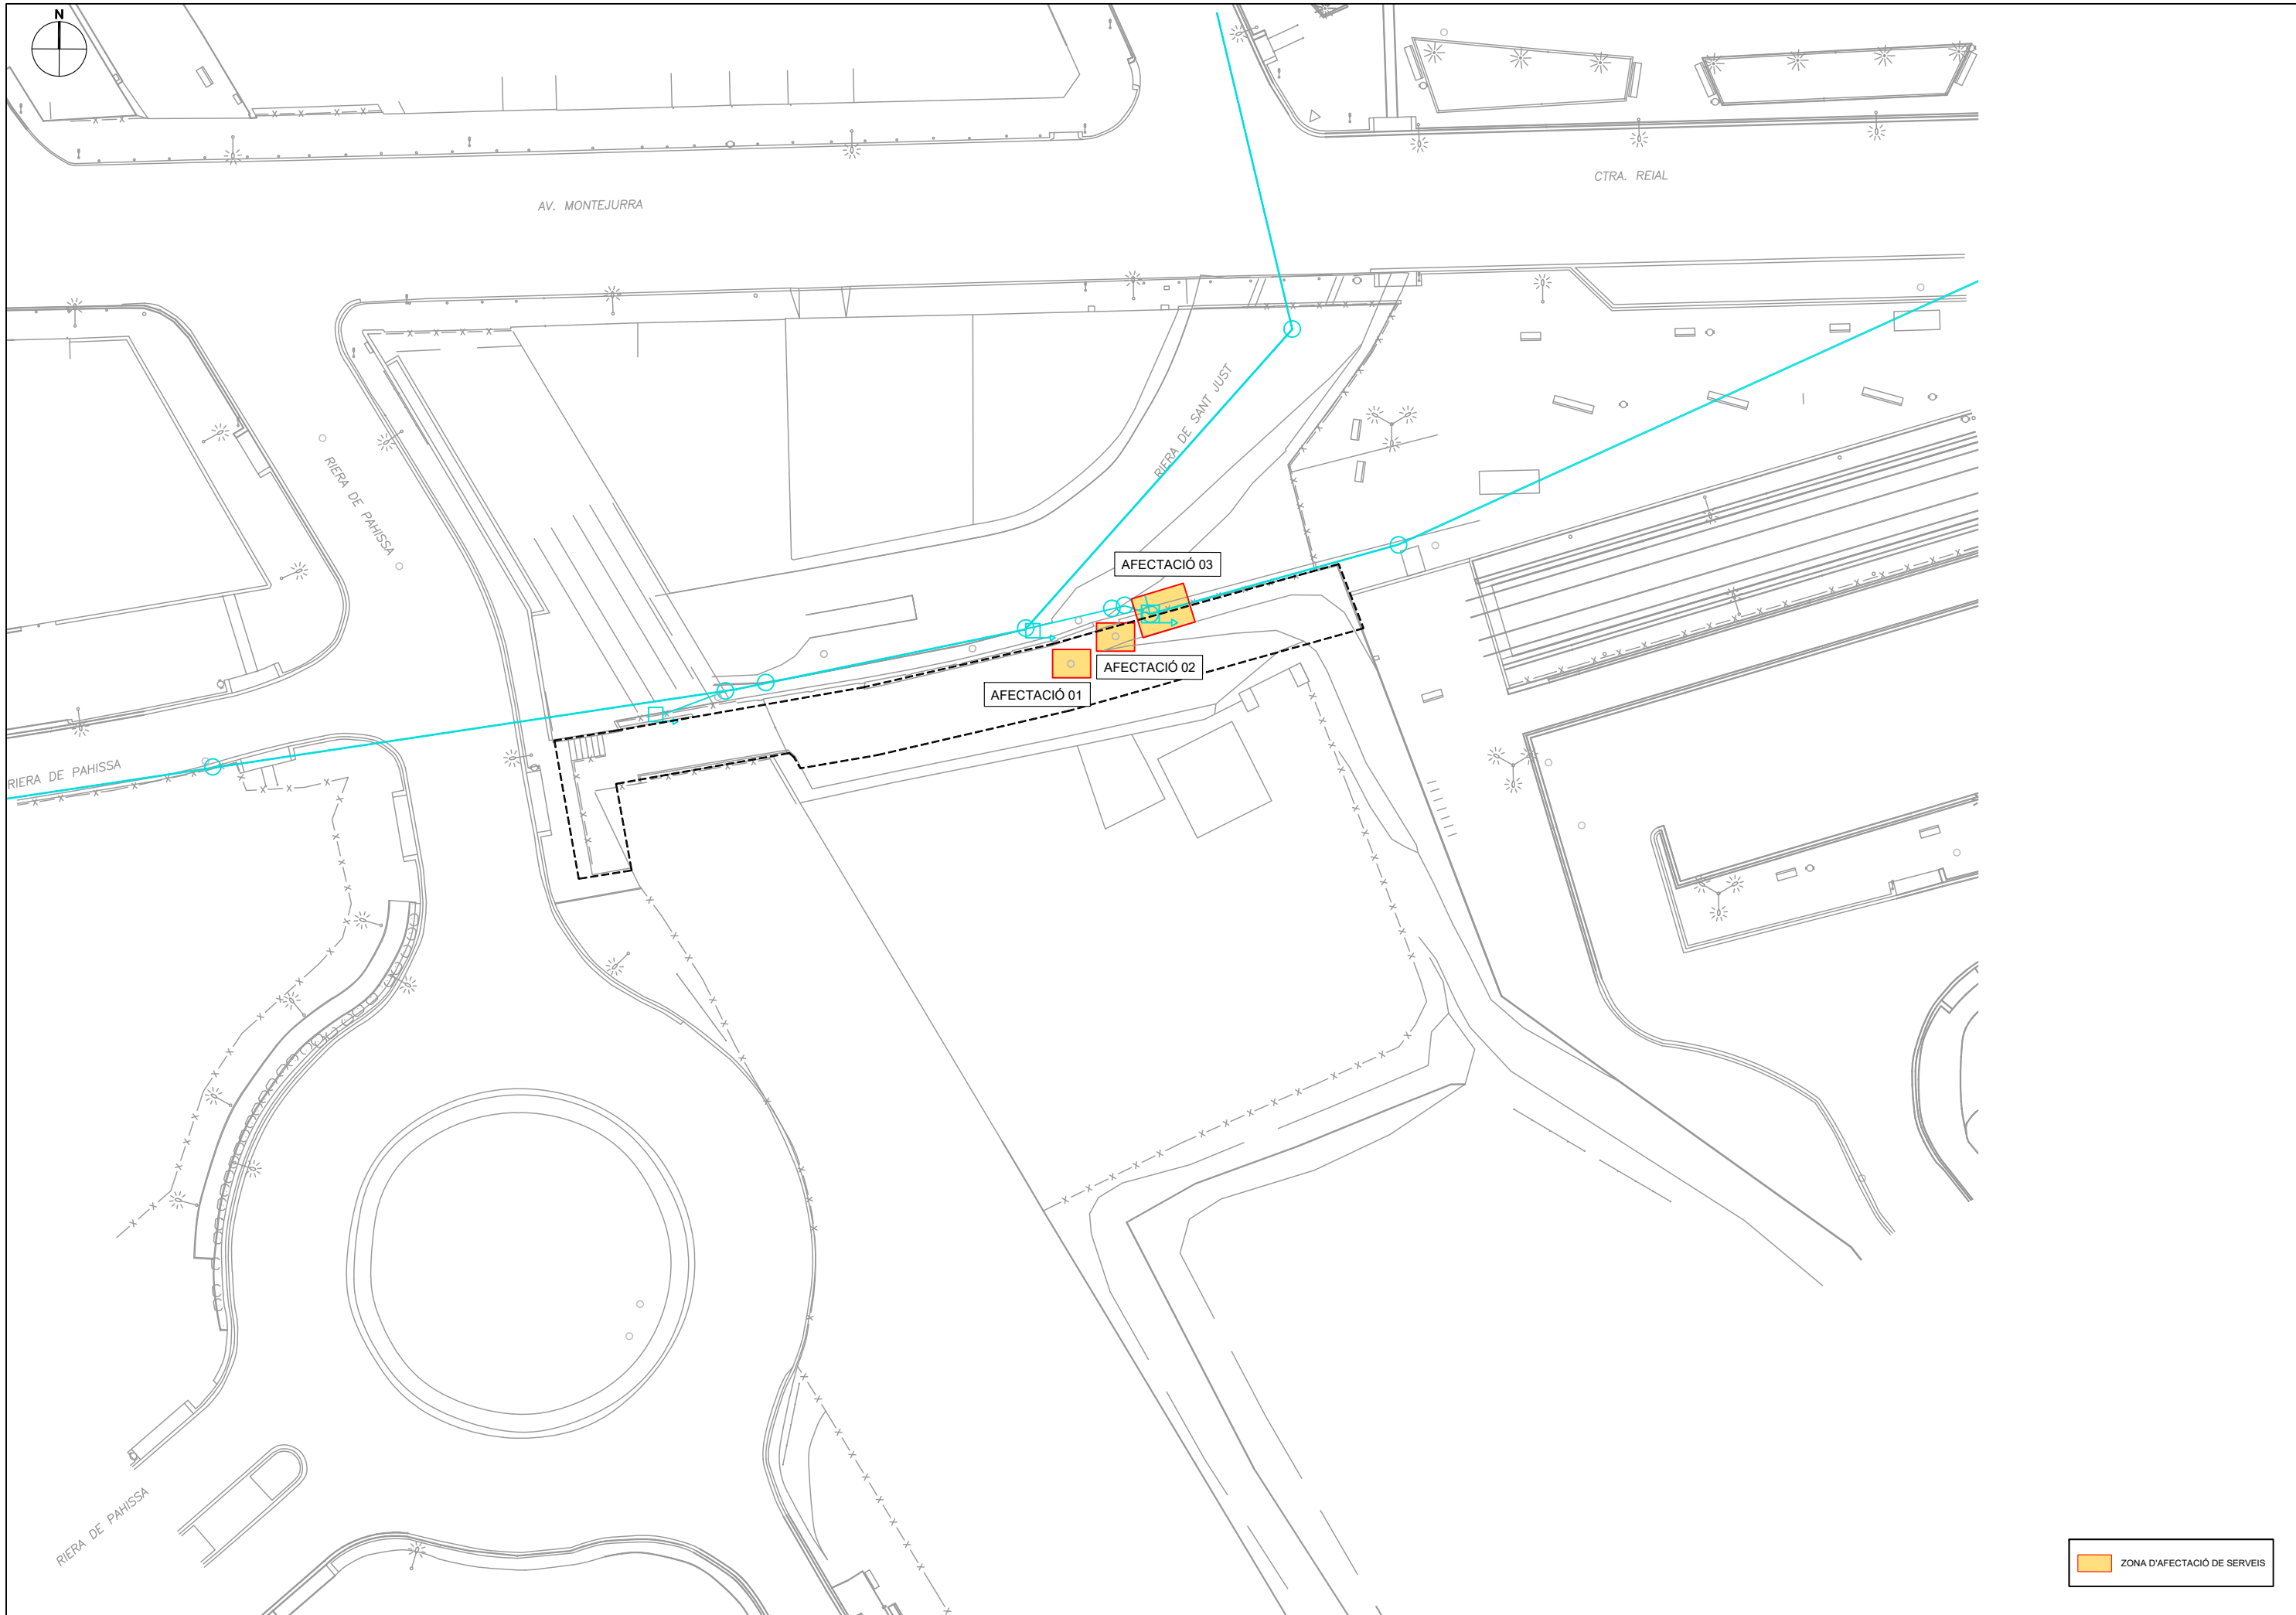 N
CTRA. REIAL
AV. MONTEJURRA
RIERA DE SANT JUST
RIERA DE PAHISSA
AFECTACIÓ 03
AFECTACIÓ 02
AFECTACIÓ 01
RIERA DE PAHISSA
RIERA DE PAHISSA
ZONA D'AFECTACIÓ DE SERVEIS